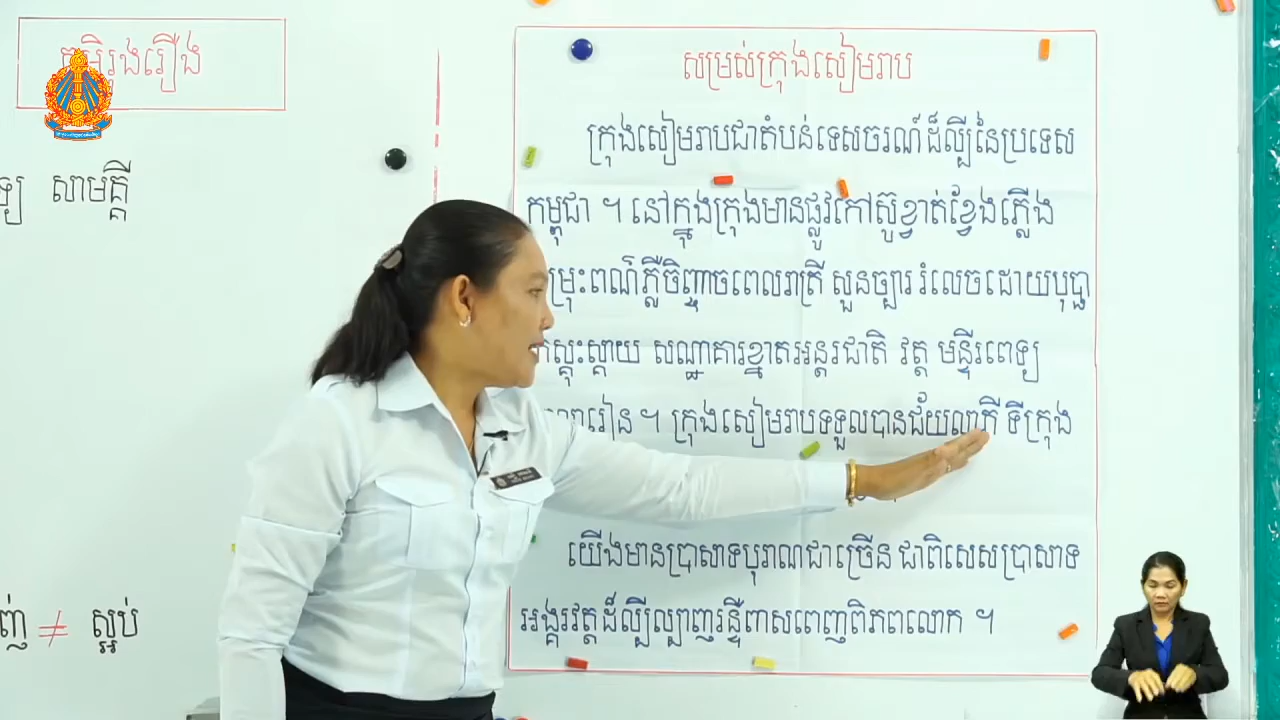 រុងរឿង
សាមគ្គី
≠ ស្អប់
សម្រស់ក្រុងសៀមរាប
ក្រុងសៀមរាបជាតំបន់ទេសចរណ៍ដ៏ល្បីនៃប្រទេស
កម្ពុជា ។ នៅក្នុងក្រុងមានផ្លូវកៅស៊ូខ្វាត់ខ្វែងភ្លើង
ចម្រុះពណ៌ភ្លឺចិញ្ចាចពេលរាត្រី សួនច្បារ រំលេចដោយបុប្ផា
ស្គុះស្គាយ សណ្ឋាគារខ្នាតអន្តរជាតិ វត្ត មន្ទីរពេទ្យ
សាលារៀន ។ ក្រុងសៀមរាបទទួលបានជ័យលាភី ទីក្រុង
យើងមានប្រាសាទបុរាណជាច្រើន ជាពិសេសប្រាសាទ
អង្គរវត្តដ៏ល្បីល្បាញរន្ទឺពាសពេញពិភពលោក ។